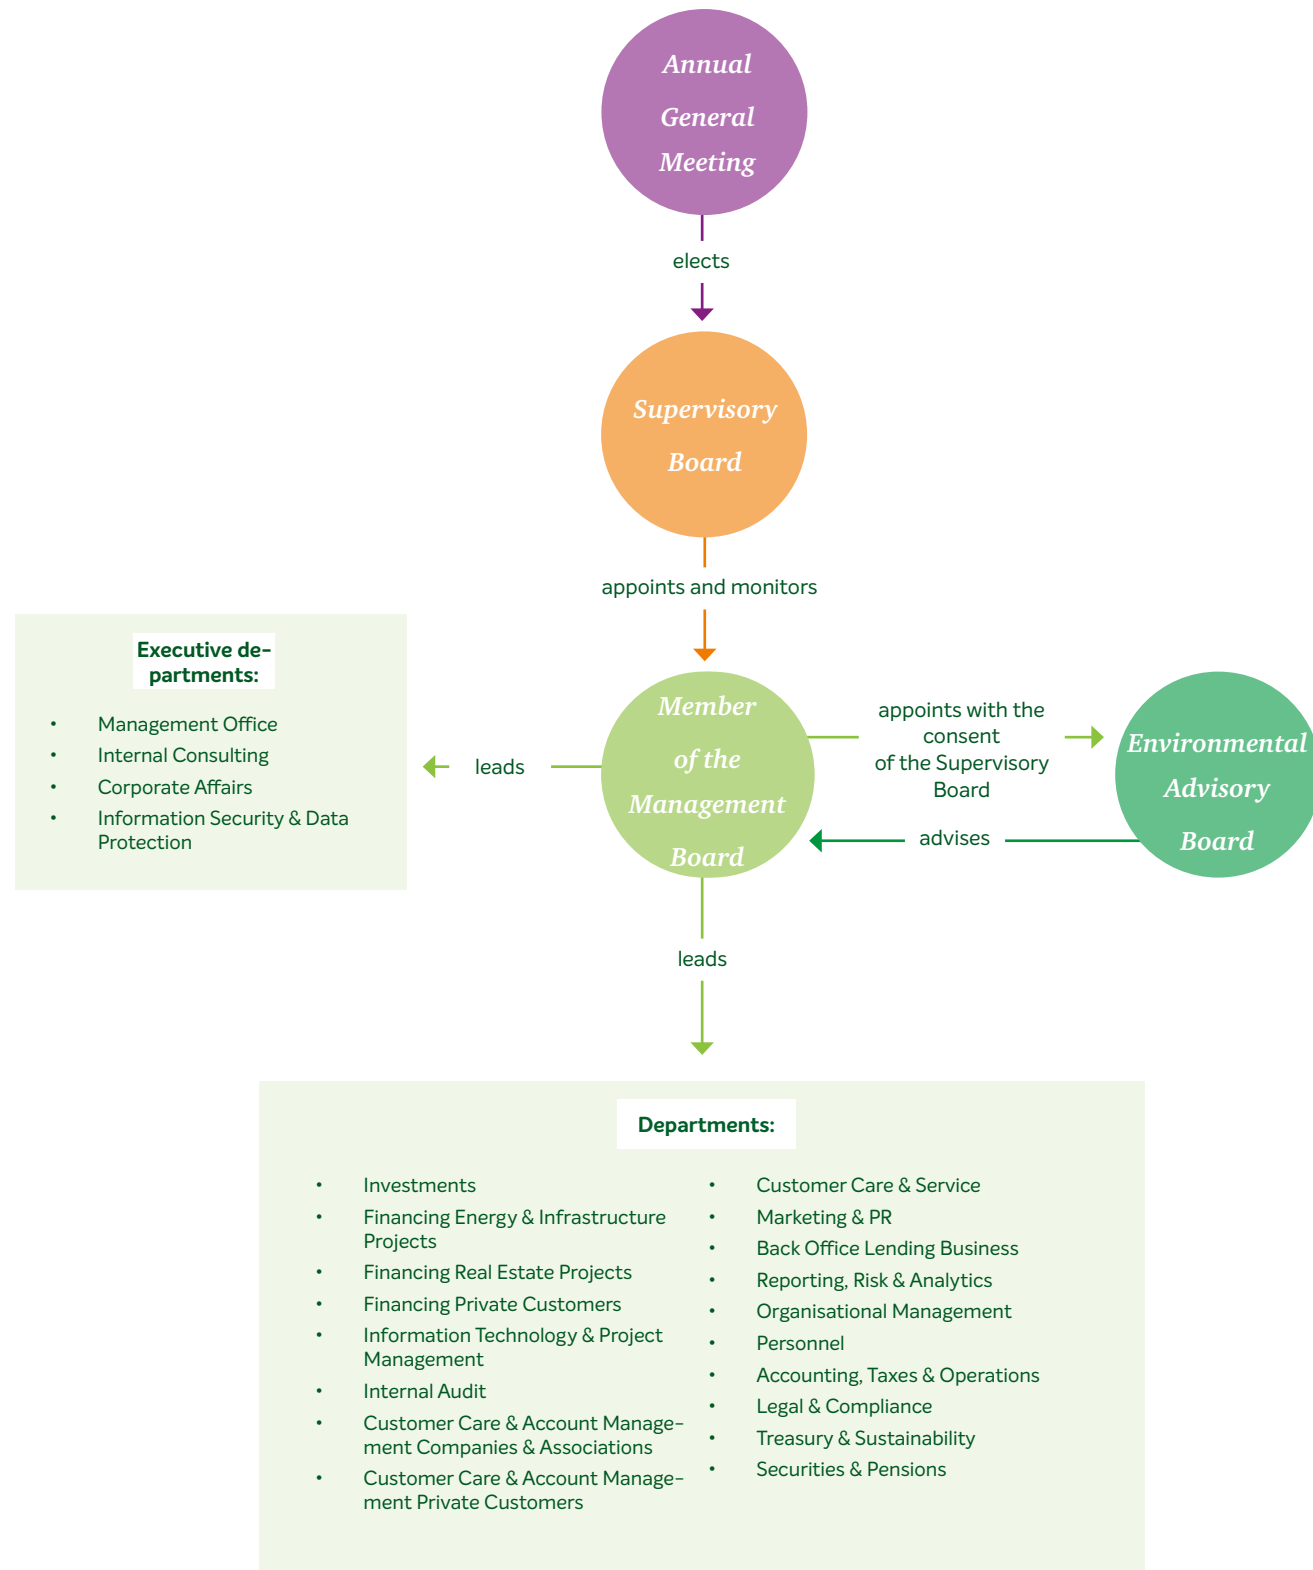 Annual
General
Meeting
elects
Supervisory
Board
appoints and monitors
Executive de-
partments:
• Management Office
• Internal Consulting
• Corporate Affairs
• Information Security & Data
Protection
leads
Member
of the
Management
Board
appoints with the
consent
of the Supervisory
Board
advises
Environmental
Advisory
Board
leads
Departments:
• Investments
• Financing Energy & Infrastructure
Projects
• Financing Real Estate Projects
• Financing Private Customers
• Information Technology & Project
Management
• Internal Audit
• Customer Care & Account Manage-
ment Companies & Associations
• Customer Care & Account Manage-
ment Private Customers
• Customer Care & Service
• Marketing & PR
• Back Office Lending Business
• Reporting, Risk & Analytics
• Organisational Management
• Personnel
• Accounting, Taxes & Operations
• Legal & Compliance
• Treasury & Sustainability
• Securities & Pensions